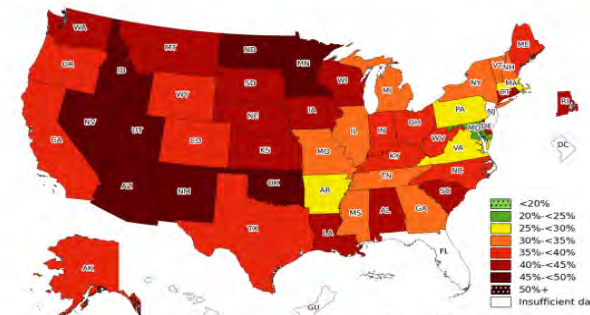 WA
MT
ND
MN
ME
OR
ID
SD
WI
VT NH
WY
MI
NY
MA
CT
RI
NV
UT
NE
IA
PA
NJ
CA
CO
IL
IN
OH
MD
DC
KS
MO
WV
VA
KY
AZ
NM
OK
AR
TN
NC
SC
TX
LA
MS
AL
GA
FL
AK
GU
<20%
20%-<25%
25%-<30%
30%-<35%
35%-<40%
40%-<45%
45%-<50%
50%+
Insufficient da